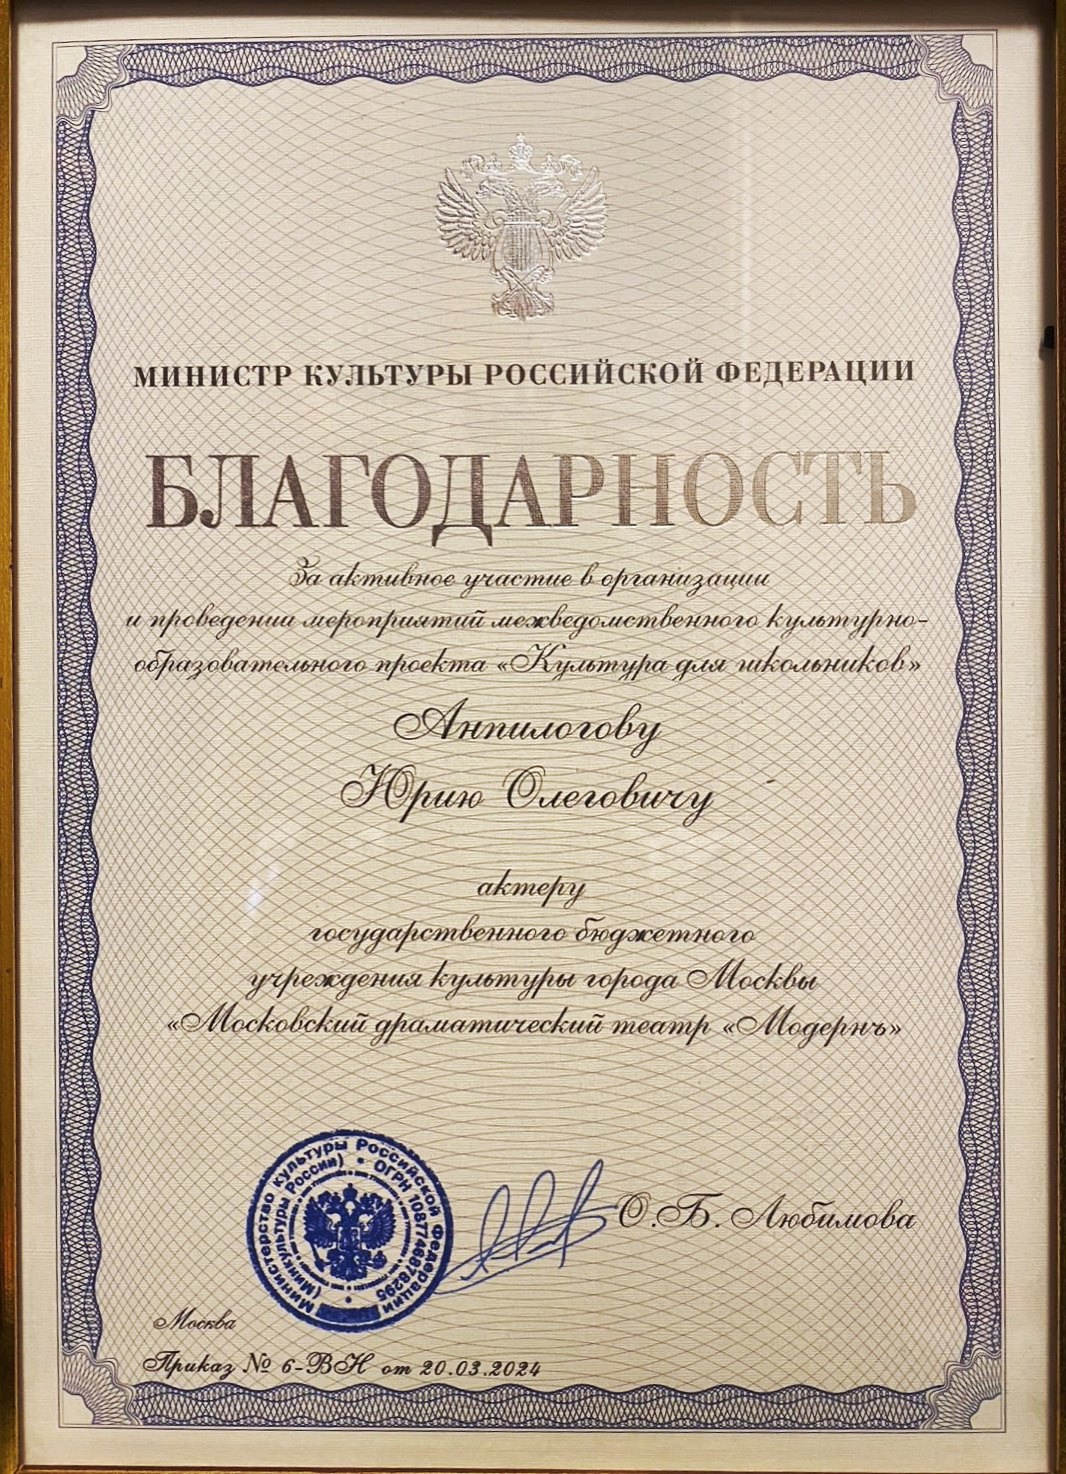 МИНИСТР КУЛЬТУРЫ РОССИЙСКОЙ ФЕДЕРАЦИИ
БЛАГОДАРНОСТЬ
За активное участие в организации
и проведении мероприятий межведомственного культурно-
образовательного проекта «Культура для школьников»
Анпилогову
Юрию Олеговичу
актеру
государственного бюджетного
учреждения культуры города Москвы
«Московский драматический театр «Модернъ»
Министерство культуры Российской Федерации
(Минкультуры России) • ОГРН 1087746878295
О.Б. Любимова
Москва
Приказ № 6-ВН от 20.03.2024